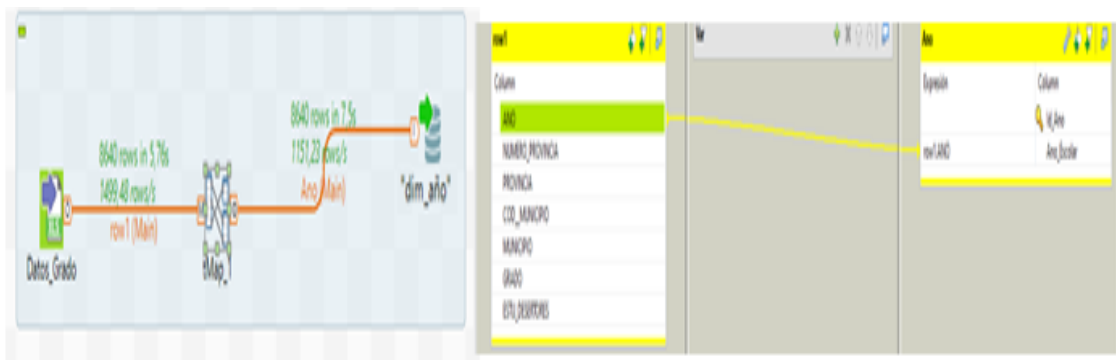 8640 rows in 5,76s
1499,48 rows/s
row1 (Main)
Datos_Grado
tMap_1
8640 rows in 7,5s
1151,23 rows/s
Ano (Main)
"dim_año"
row1
Column
ANO
NUMERO_PROVINCIA
PROVINCIA
COD_MUNICIPIO
MUNICIPIO
GRADO
ESTU_DESERTORES
Var
Ano
Expresión
Column
Id_Ano
row1.ANO
Ano_Escolar